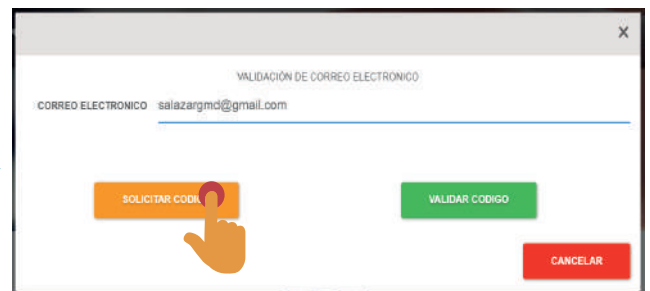 X
VALIDACIÓN DE CORREO ELECTRONICO
CORREO ELECTRONICO salazargmd@gmail.com
SOLICITAR CODI
VALIDAR CODIGO
CANCELAR